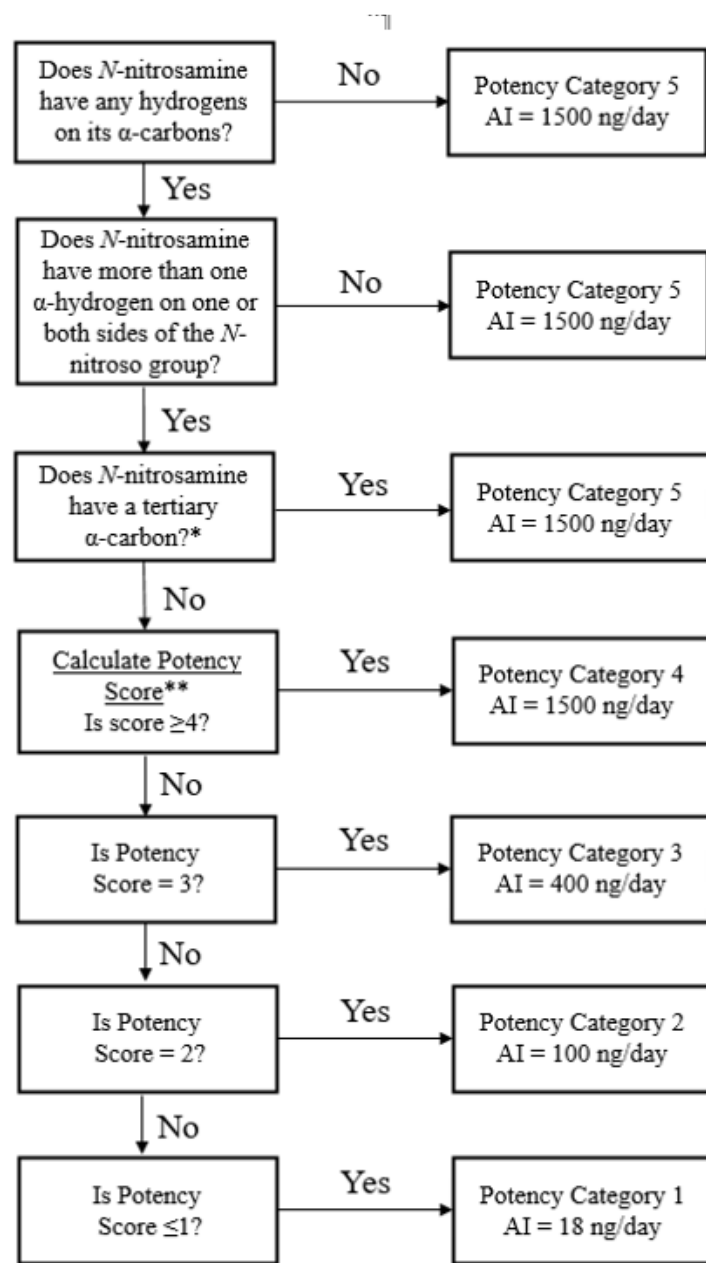 Does N-nitrosamine
have any hydrogens
on its α-carbons?
No
Potency Category 5
AI = 1500 ng/day
Yes
Does N-nitrosamine
have more than one
α-hydrogen on one or
both sides of the N-
nitroso group?
No
Potency Category 5
AI = 1500 ng/day
Yes
Does N-nitrosamine
have a tertiary
α-carbon?*
Yes
Potency Category 5
AI = 1500 ng/day
No
Calculate Potency
Score**
Is score ≥4?
Yes
Potency Category 4
AI = 1500 ng/day
No
Is Potency
Score = 3?
Yes
Potency Category 3
AI = 400 ng/day
No
Is Potency
Score = 2?
Yes
Potency Category 2
AI = 100 ng/day
No
Is Potency
Score ≤1?
Yes
Potency Category 1
AI = 18 ng/day